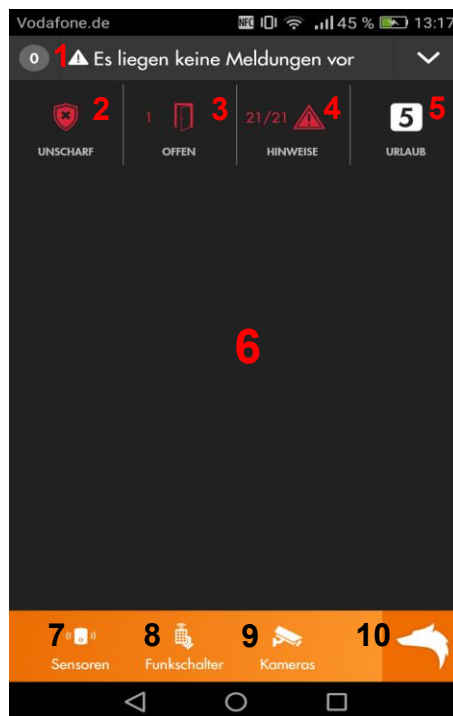 Vodafone.de 45 % 13:17
0 1 Es liegen keine Meldungen vor
2 1 3 21/21 4 5 5
UNSCHARF OFFEN HINWEISE URLAUB
6
7 8 9 10
Sensoren Funkschalter Kameras